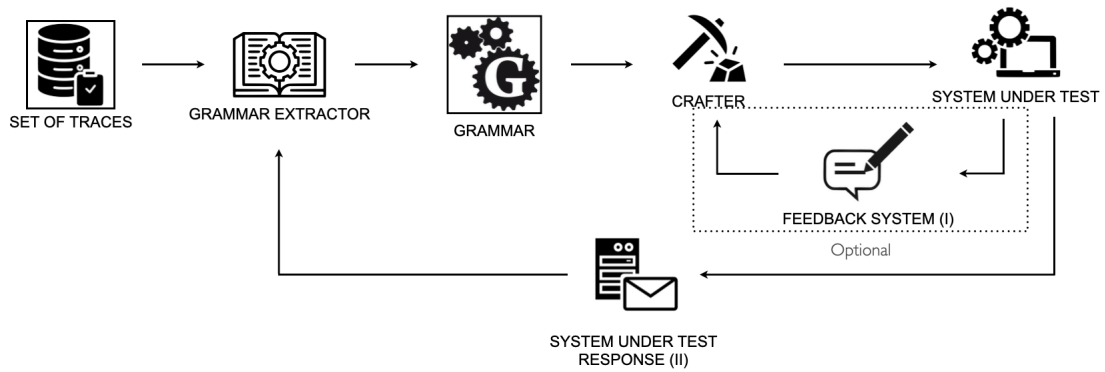 SET OF TRACES
GRAMMAR EXTRACTOR
G
GRAMMAR
CRAFTER
SYSTEM UNDER TEST
FEEDBACK SYSTEM (I)
Optional
SYSTEM UNDER TEST
RESPONSE (II)